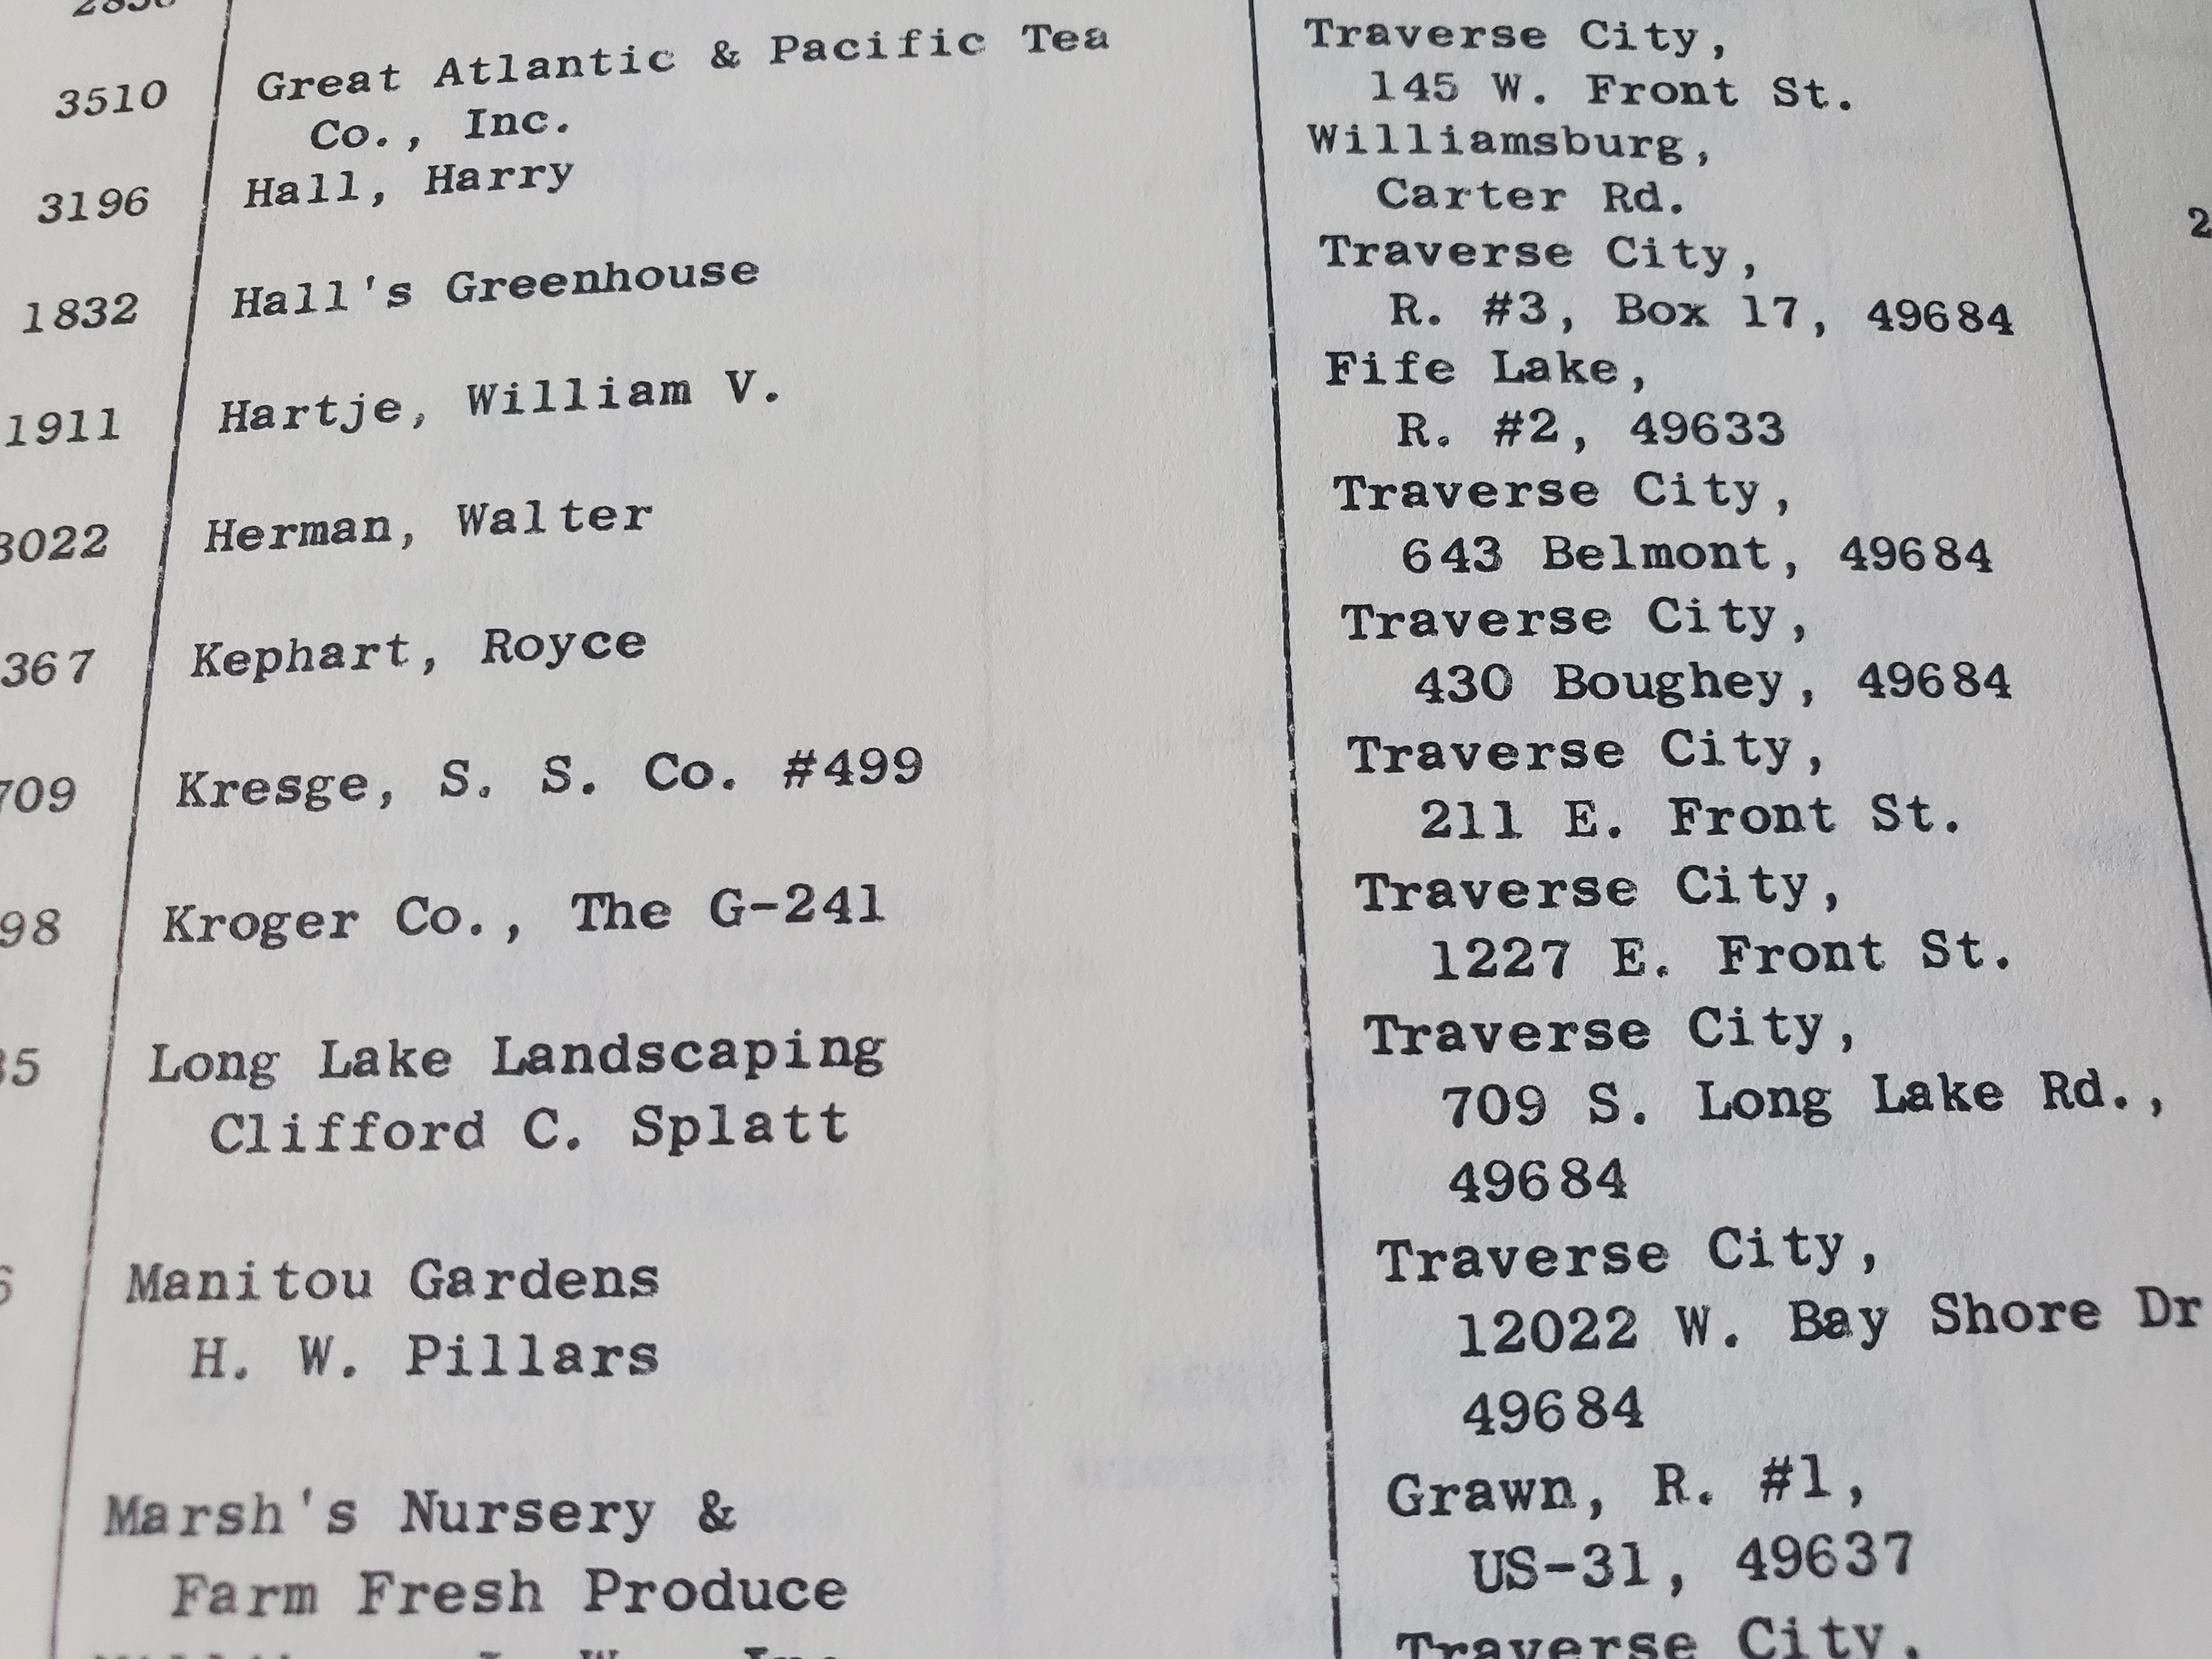 3510 Great Atlantic & Pacific Tea Traverse City,
Co., Inc. 145 W. Front St.
3196 Hall, Harry Williamsburg,
Carter Rd.
1832 Hall's Greenhouse Traverse City,
R. #3, Box 17, 49684
1911 Hartje, William V. Fife Lake,
R. #2, 49633
3022 Herman, Walter Traverse City,
643 Belmont, 49684
367 Kephart, Royce Traverse City,
430 Boughey, 49684
709 Kresge, S. S. Co. #499 Traverse City,
211 E. Front St.
98 Kroger Co., The G-241 Traverse City,
1227 E. Front St.
35 Long Lake Landscaping Traverse City,
Clifford C. Splatt 709 S. Long Lake Rd.,
49684
Manitou Gardens Traverse City,
H. W. Pillars 12022 W. Bay Shore Dr
49684
Marsh's Nursery & Grawn, R. #1,
Farm Fresh Produce US-31, 49637
Traverse City,